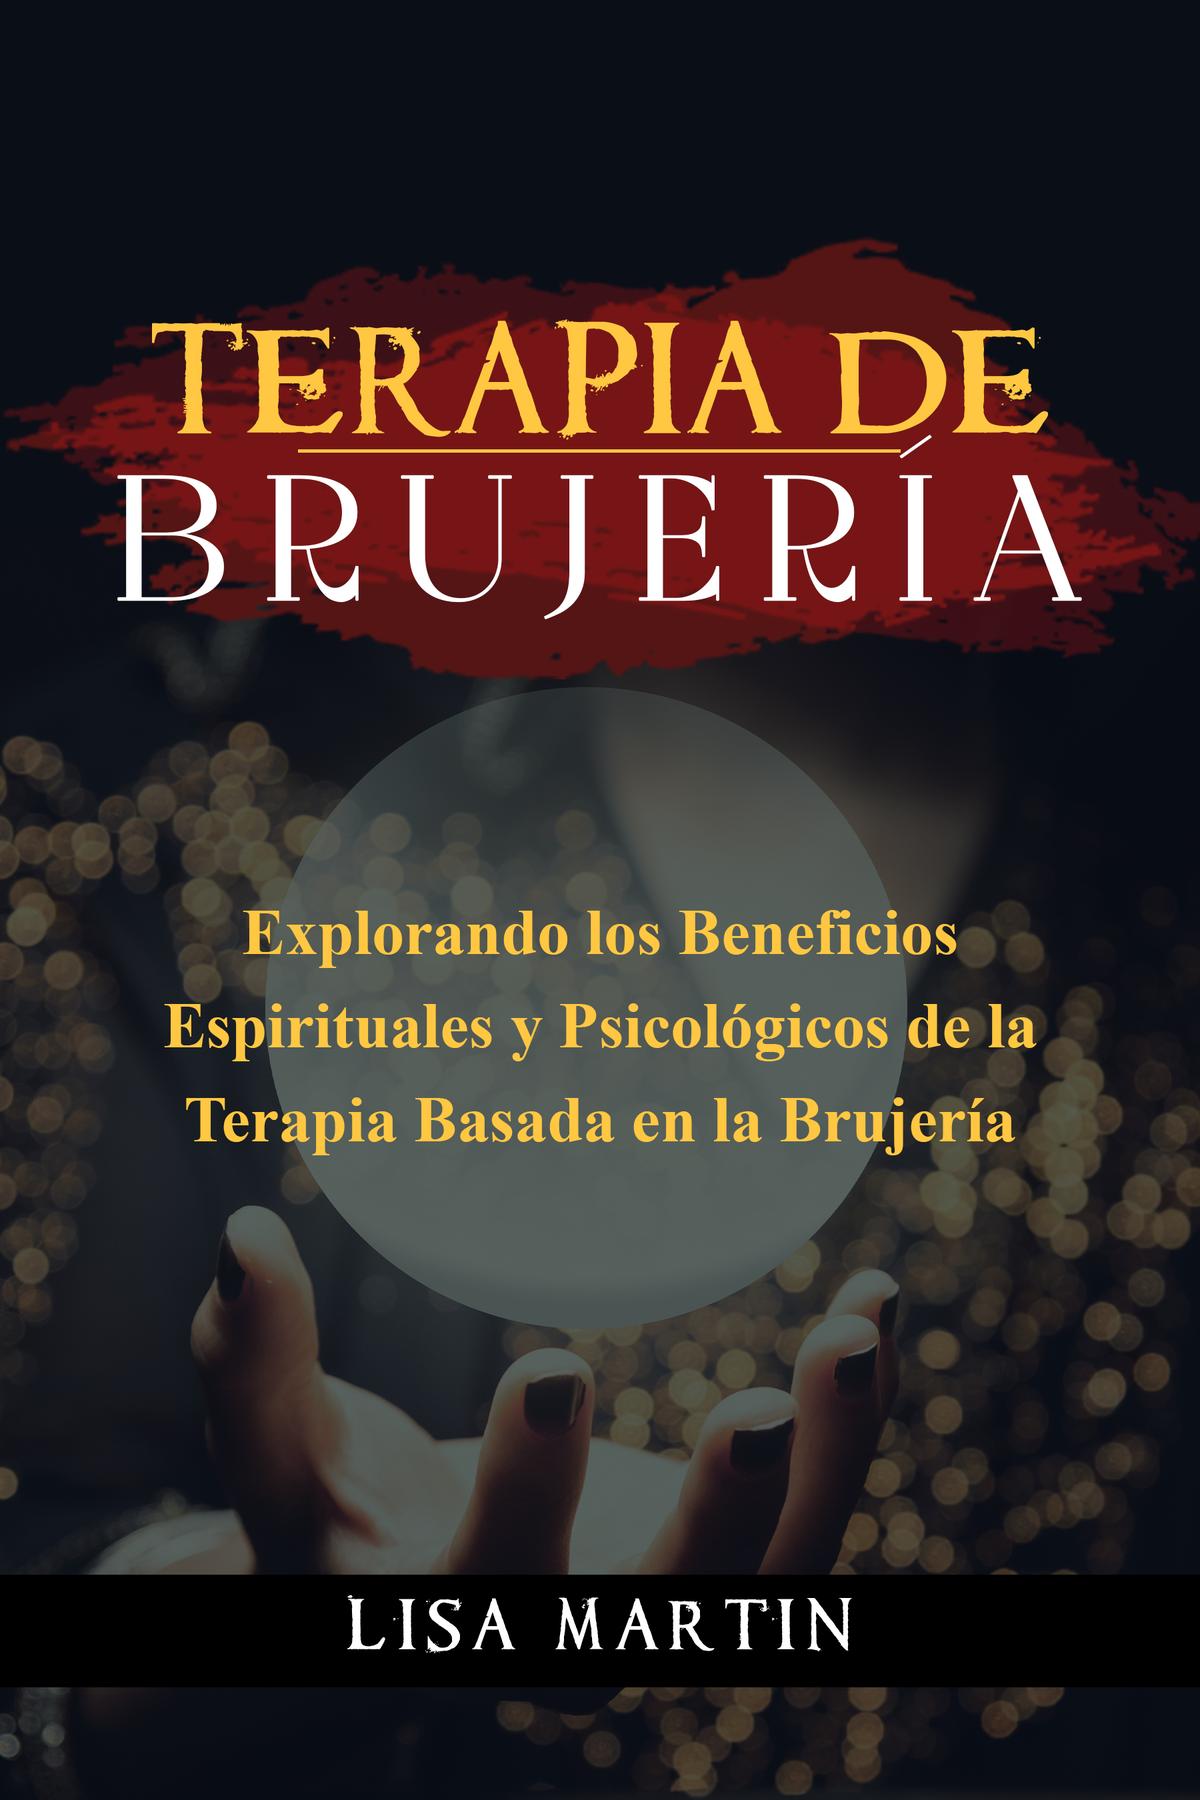 TERAPIA DE
BRUJERÍA
Explorando los Beneficios
Espirituales y Psicológicos de la
Terapia Basada en la Brujería
LISA MARTIN